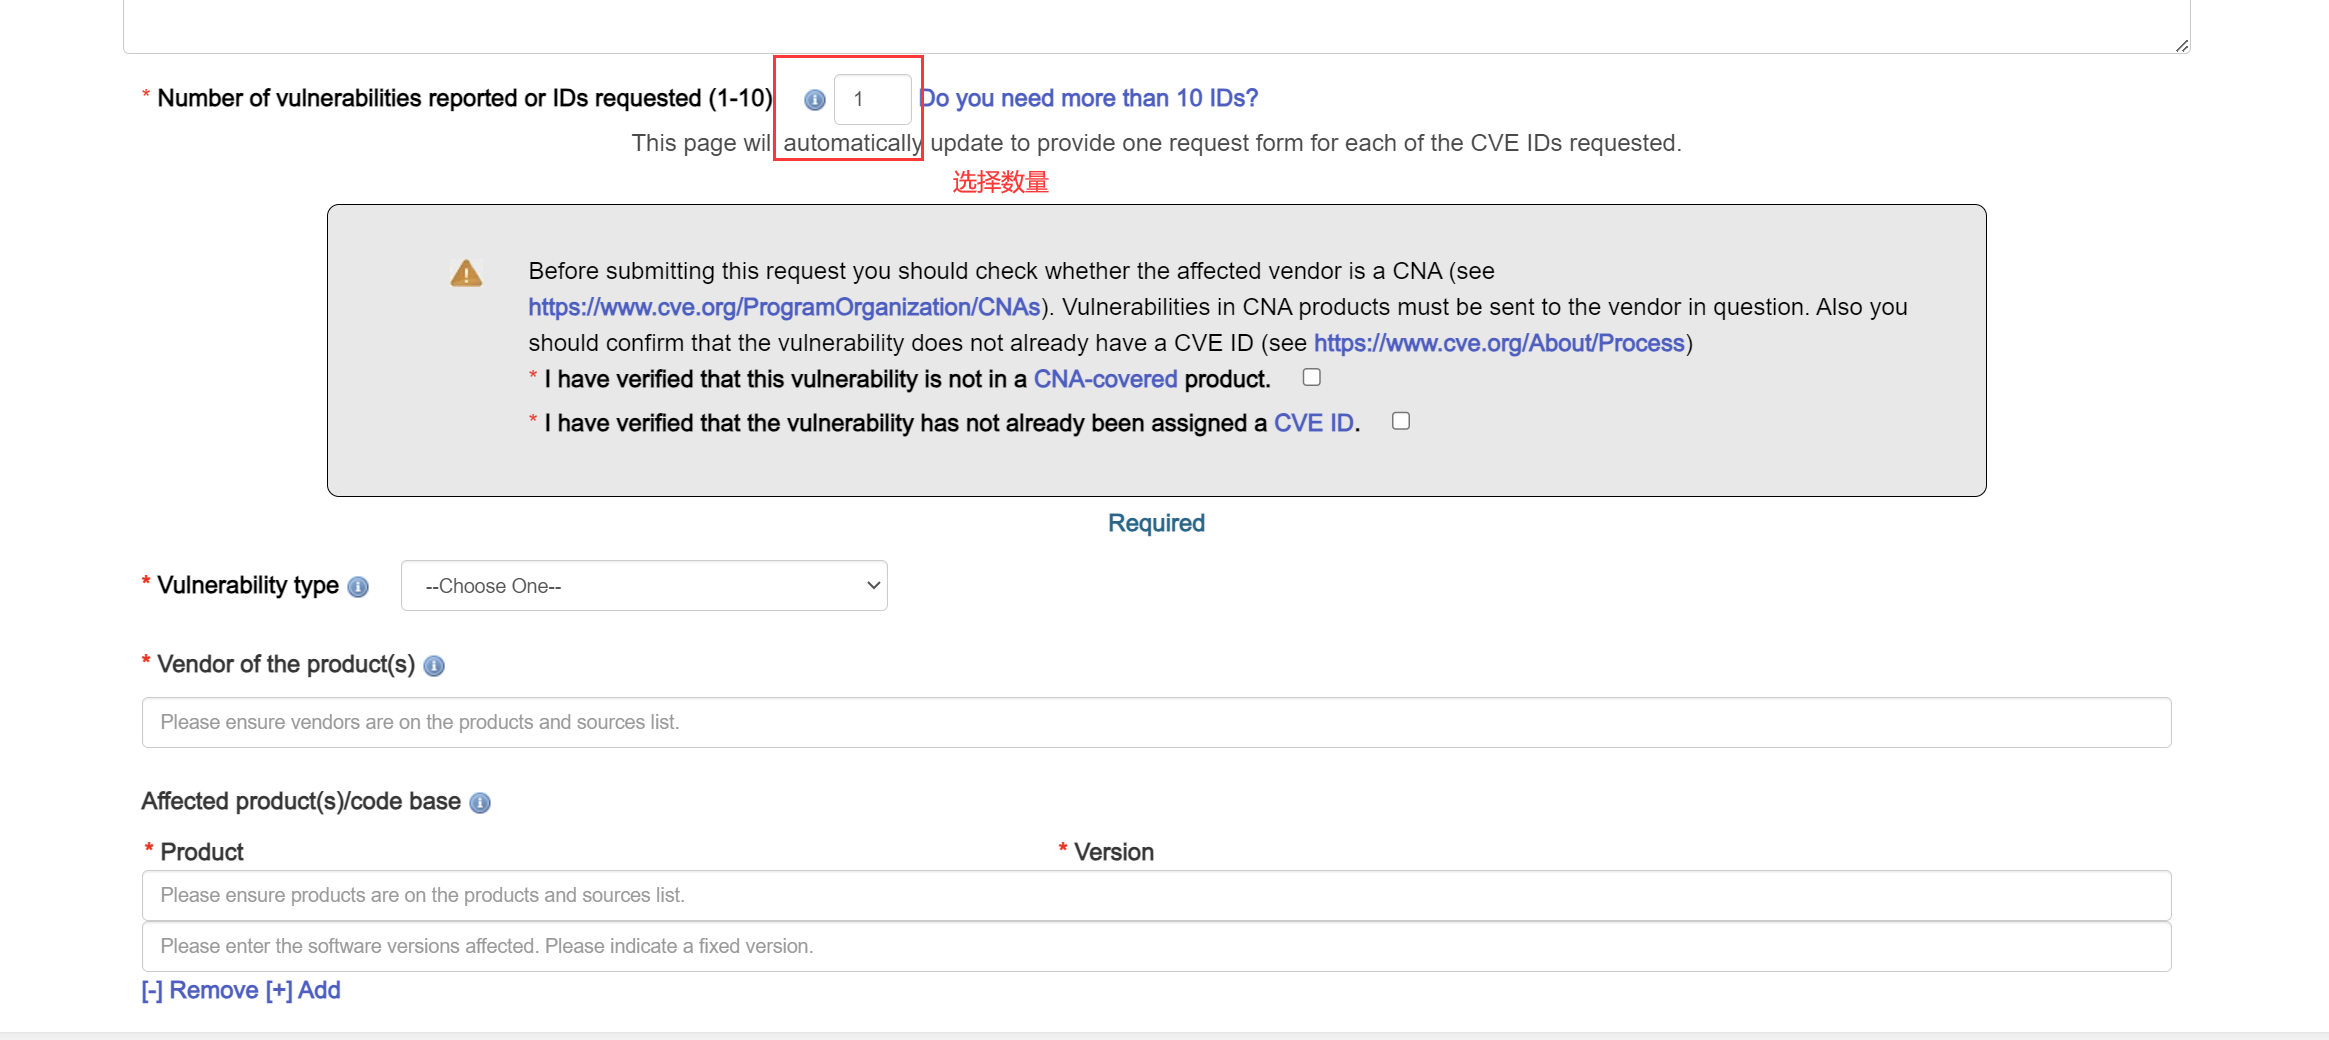 * Number of vulnerabilities reported or IDs requested (1-10) 1 Do you need more than 10 IDs?
This page will automatically update to provide one request form for each of the CVE IDs requested.
选择数量
Before submitting this request you should check whether the affected vendor is a CNA (see
https://www.cve.org/ProgramOrganization/CNAs). Vulnerabilities in CNA products must be sent to the vendor in question. Also you
should confirm that the vulnerability does not already have a CVE ID (see https://www.cve.org/About/Process)
* I have verified that this vulnerability is not in a CNA-covered product.
* I have verified that the vulnerability has not already been assigned a CVE ID.
Required
* Vulnerability type --Choose One--
* Vendor of the product(s)
Please ensure vendors are on the products and sources list.
Affected product(s)/code base
* Product * Version
Please ensure products are on the products and sources list.
Please enter the software versions affected. Please indicate a fixed version.
[-] Remove [+] Add